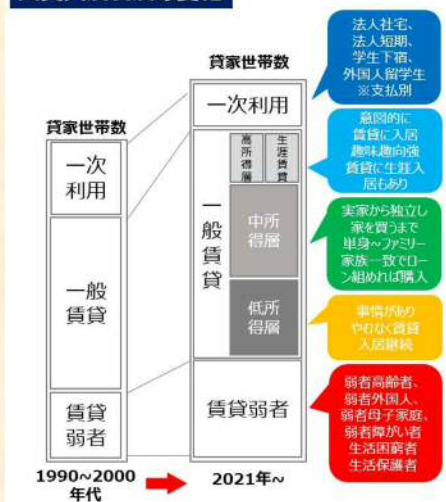 貸家世帯数
一次
利用
一般
賃貸
賃貸
弱者
1990~2000
年代
貸家世帯数
一次利用
一般賃貸
高所得層
生涯賃貸
中所
得層
低所
得層
賃貸弱者
2021年~
法人社宅、
法人短期、
学生下宿、
外国人留学生
※支払別
意図的に
賃貸に入居
趣味趣向強
賃貸に生涯入
居もあり
実家から独立し
家を買うまで
単身~ファミリー
家族一致でロー
ン組めれば購入
事情があり
やむなく賃貸
入居継続
弱者高齢者、
弱者外国人、
弱者母子家庭、
弱者障がい者
生活困窮者
生活保護者